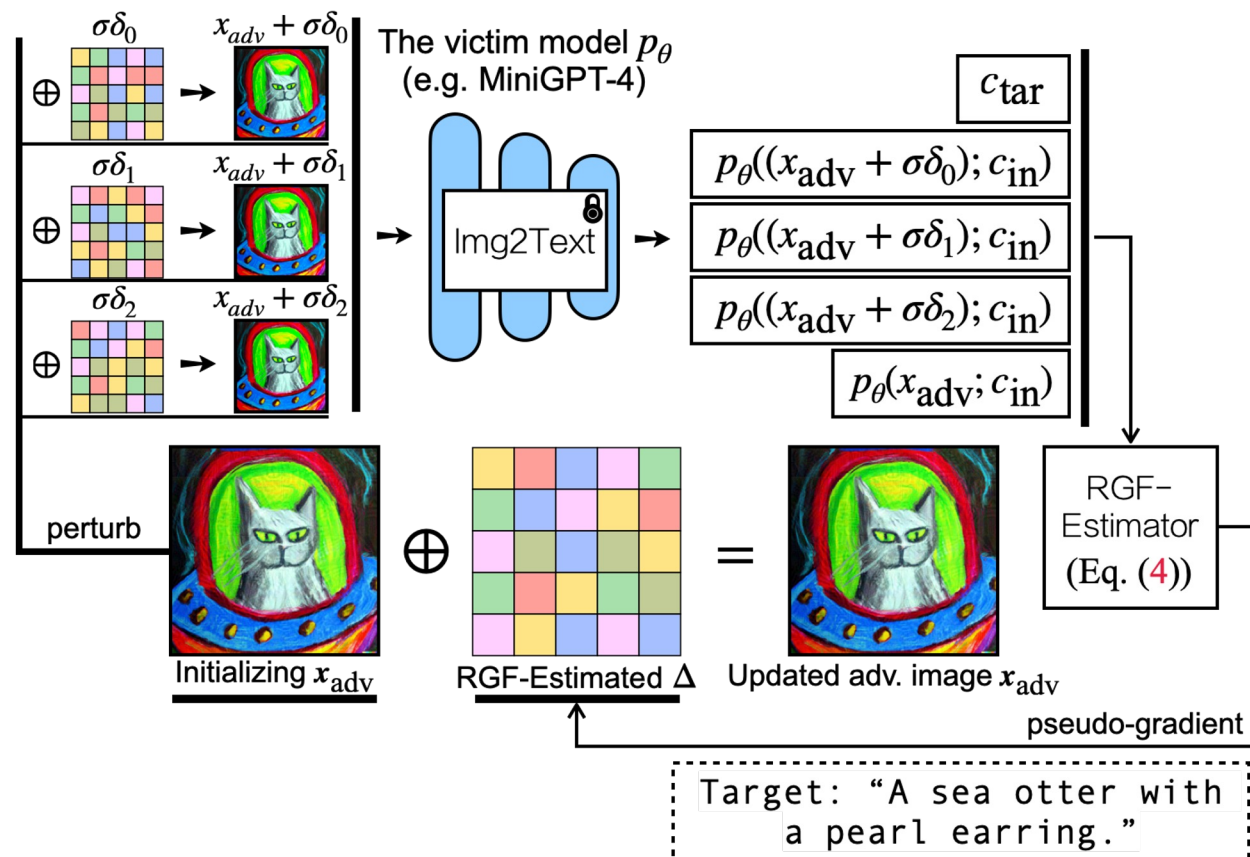 σδ₀
x_adv + σδ₀
σδ₁
x_adv + σδ₁
σδ₂
x_adv + σδ₂
The victim model p_θ
(e.g. MiniGPT-4)
Img2Text
c_tar
p_θ((x_adv + σδ₀); c_in)
p_θ((x_adv + σδ₁); c_in)
p_θ((x_adv + σδ₂); c_in)
p_θ(x_adv; c_in)
perturb
Initializing x_adv
=
RGF-Estimated Δ
Updated adv. image x_adv
RGF-
Estimator
(Eq. (4))
pseudo-gradient
Target: “A sea otter with
a pearl earring.”